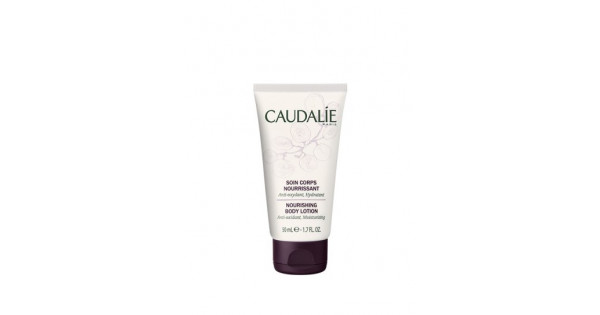 CAUDALÍE
PARIS
SOIN CORPS
NOURRISSANT
Anti-oxydant, Hydratant
NOURISHING
BODY LOTION
Anti-oxidant, Moisturizing
50 mL ℮ - 1.7 FL. OZ.